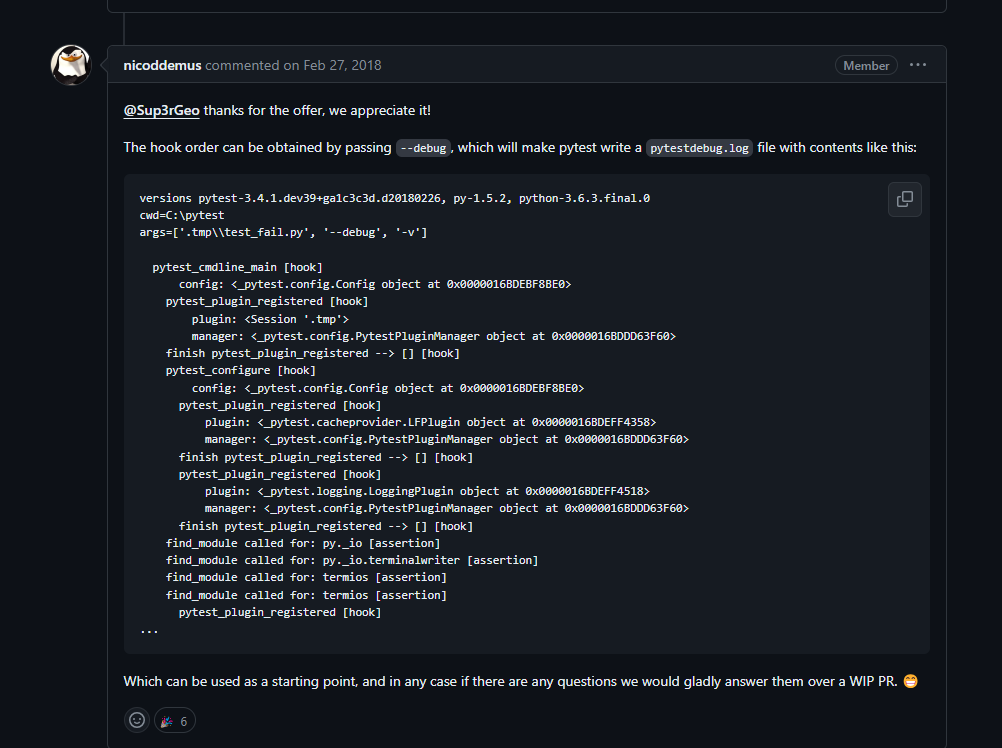 nicoddemus commented on Feb 27, 2018
Member
@Sup3rGeo thanks for the offer, we appreciate it!
The hook order can be obtained by passing --debug, which will make pytest write a pytestdebug.log file with contents like this:
versions pytest-3.4.1.dev39+ga1c3c3d.d20180226, py-1.5.2, python-3.6.3.final.0
cwd=C:\pytest
args=['.tmp\\test_fail.py', '--debug', '-v']
pytest_cmdline_main [hook]
config: <_pytest.config.Config object at 0x0000016BDEBF8BE0>
pytest_plugin_registered [hook]
plugin: <Session '.tmp'>
manager: <_pytest.config.PytestPluginManager object at 0x0000016BDDD63F60>
finish pytest_plugin_registered --> [] [hook]
pytest_configure [hook]
config: <_pytest.config.Config object at 0x0000016BDEBF8BE0>
pytest_plugin_registered [hook]
plugin: <_pytest.cacheprovider.LFPlugin object at 0x0000016BDEFF4358>
manager: <_pytest.config.PytestPluginManager object at 0x0000016BDDD63F60>
finish pytest_plugin_registered --> [] [hook]
pytest_plugin_registered [hook]
plugin: <_pytest.logging.LoggingPlugin object at 0x0000016BDEFF4518>
manager: <_pytest.config.PytestPluginManager object at 0x0000016BDDD63F60>
finish pytest_plugin_registered --> [] [hook]
find_module called for: py._io [assertion]
find_module called for: py._io.terminalwriter [assertion]
find_module called for: termios [assertion]
find_module called for: termios [assertion]
pytest_plugin_registered [hook]
...
Which can be used as a starting point, and in any case if there are any questions we would gladly answer them over a WIP PR. 😁
🎉 6